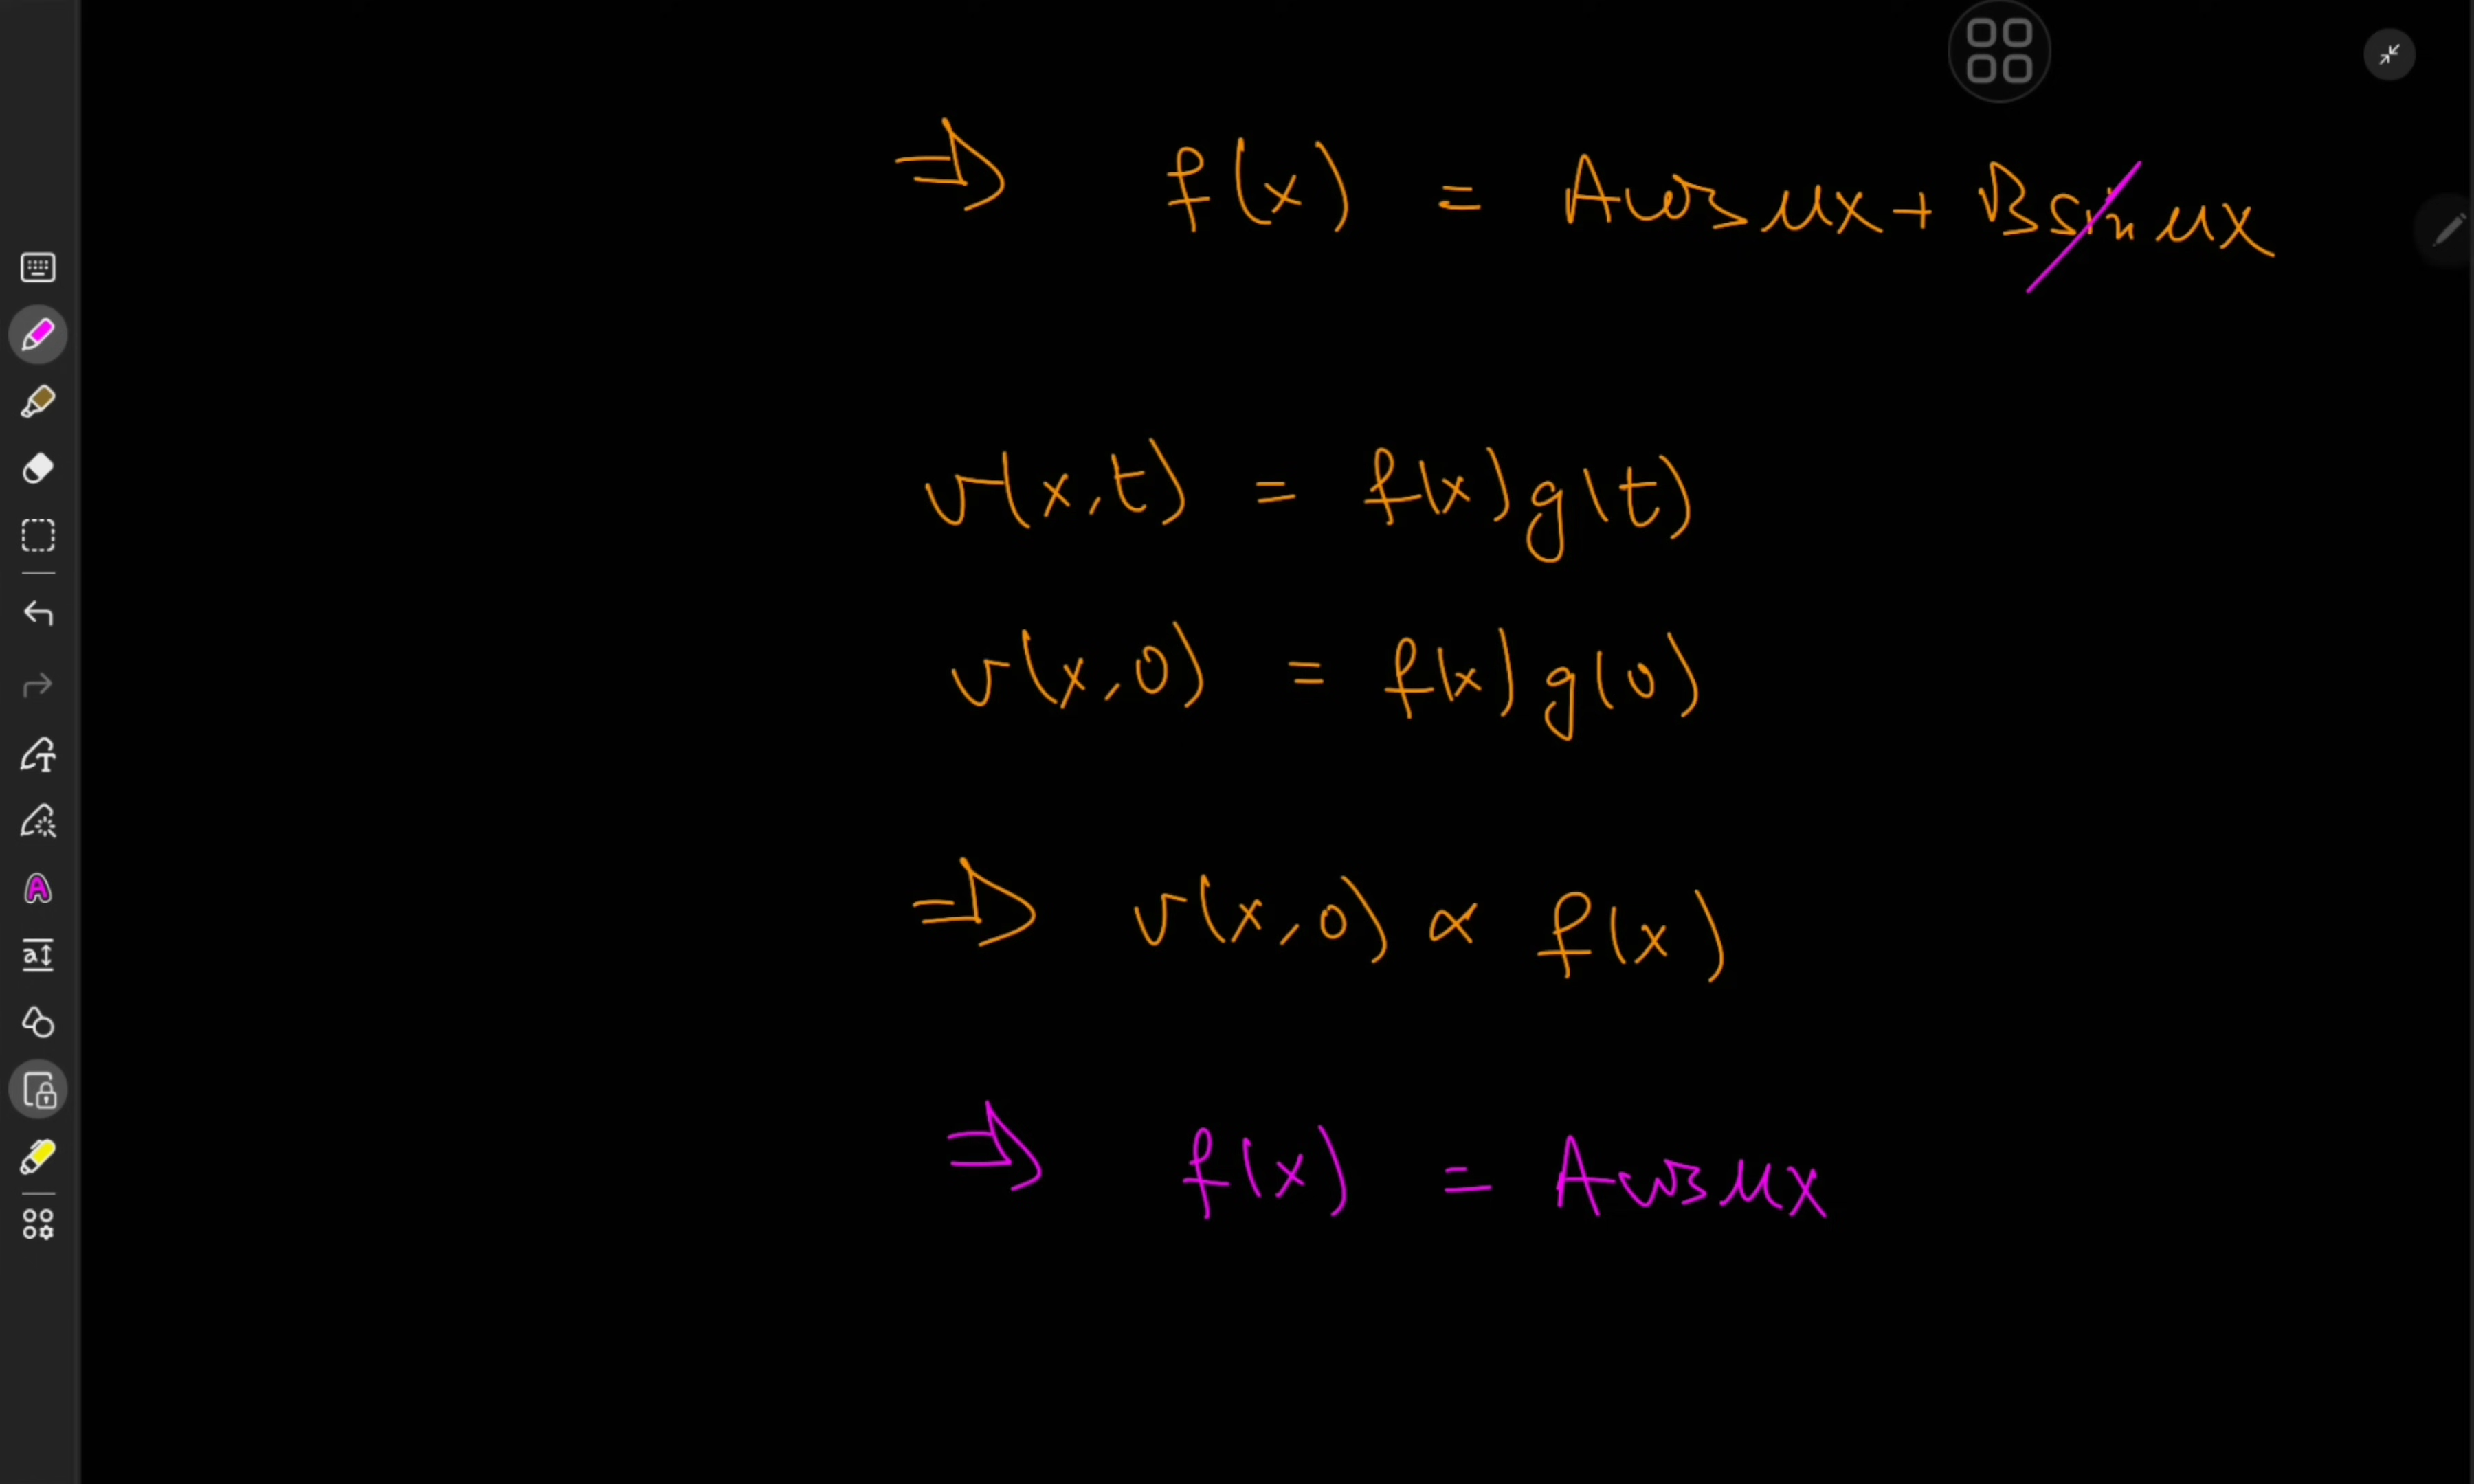 ⇒ f(x) = A cos μx + B sin μx
v(x,t) = f(x) g(t)
v(x,0) = f(x) g(0)
⇒ v(x,0) ∝ f(x)
⇒ f(x) = A cos μx